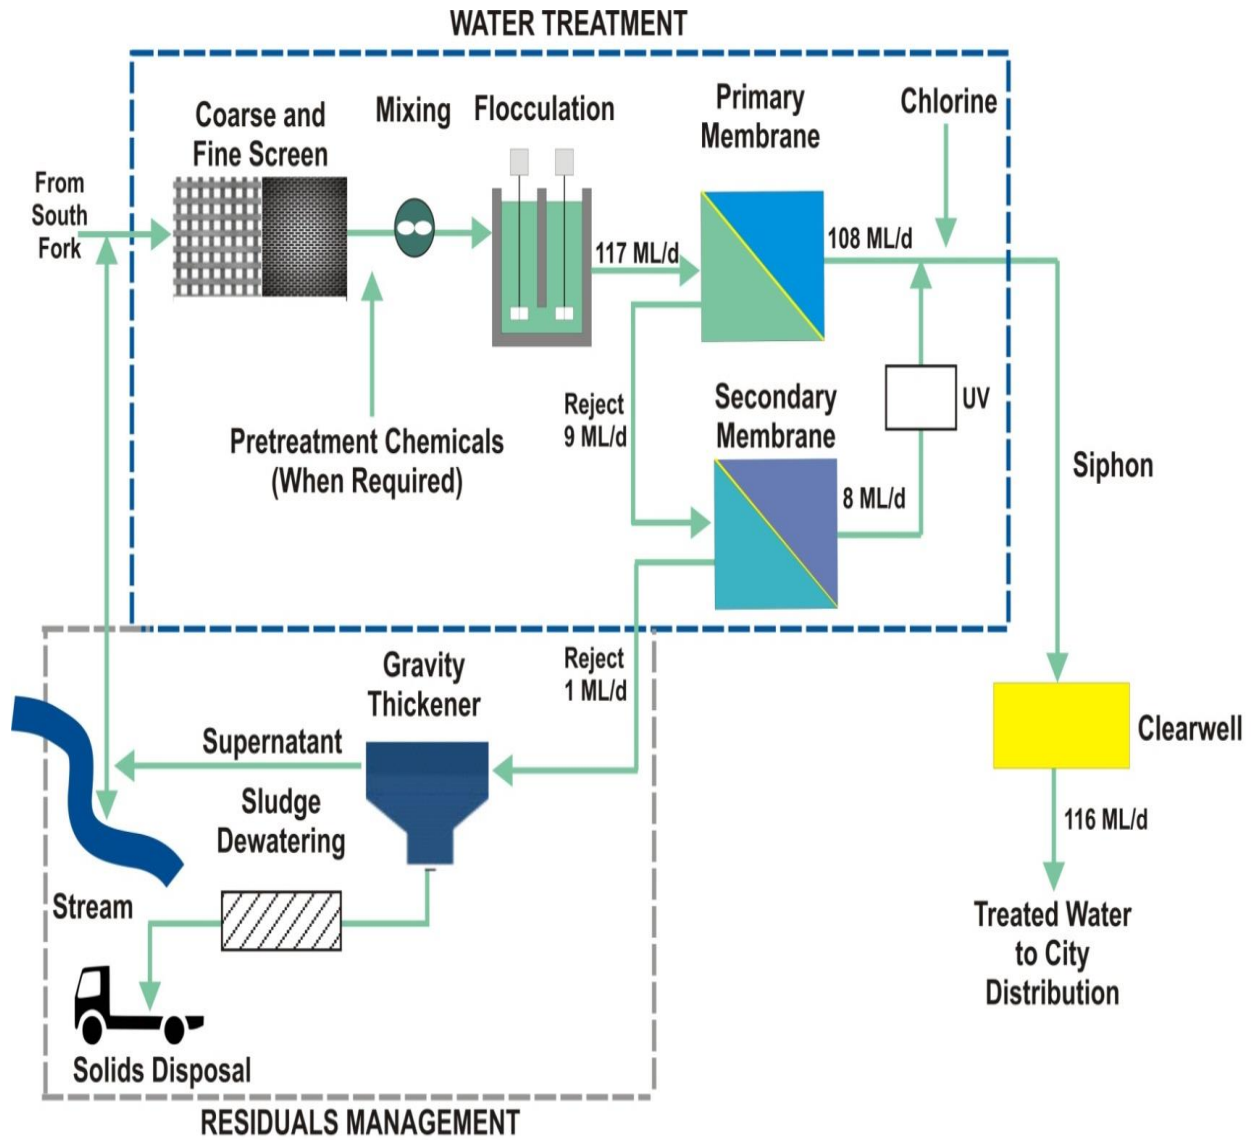 WATER TREATMENT
Coarse and
Fine Screen
Mixing
Flocculation
Primary
Membrane
Chlorine
From
South
Fork
117 ML/d
108 ML/d
Pretreatment Chemicals
(When Required)
Reject
9 ML/d
Secondary
Membrane
UV
8 ML/d
Siphon
Reject
1 ML/d
Gravity
Thickener
Supernatant
Sludge
Dewatering
Stream
Solids Disposal
Clearwell
116 ML/d
Treated Water
to City
Distribution
RESIDUALS MANAGEMENT